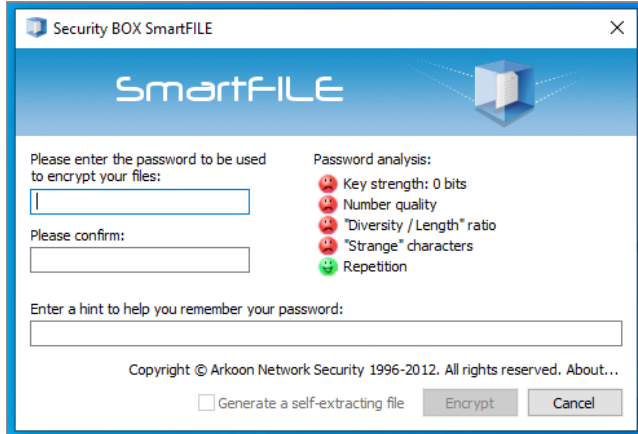 Security BOX SmartFILE
SmartFILE
Please enter the password to be used
to encrypt your files:
Please confirm:
Password analysis:
Key strength: 0 bits
Number quality
"Diversity / Length" ratio
"Strange" characters
Repetition
Enter a hint to help you remember your password:
Copyright © Arkoon Network Security 1996-2012. All rights reserved. About...
Generate a self-extracting file
Encrypt
Cancel